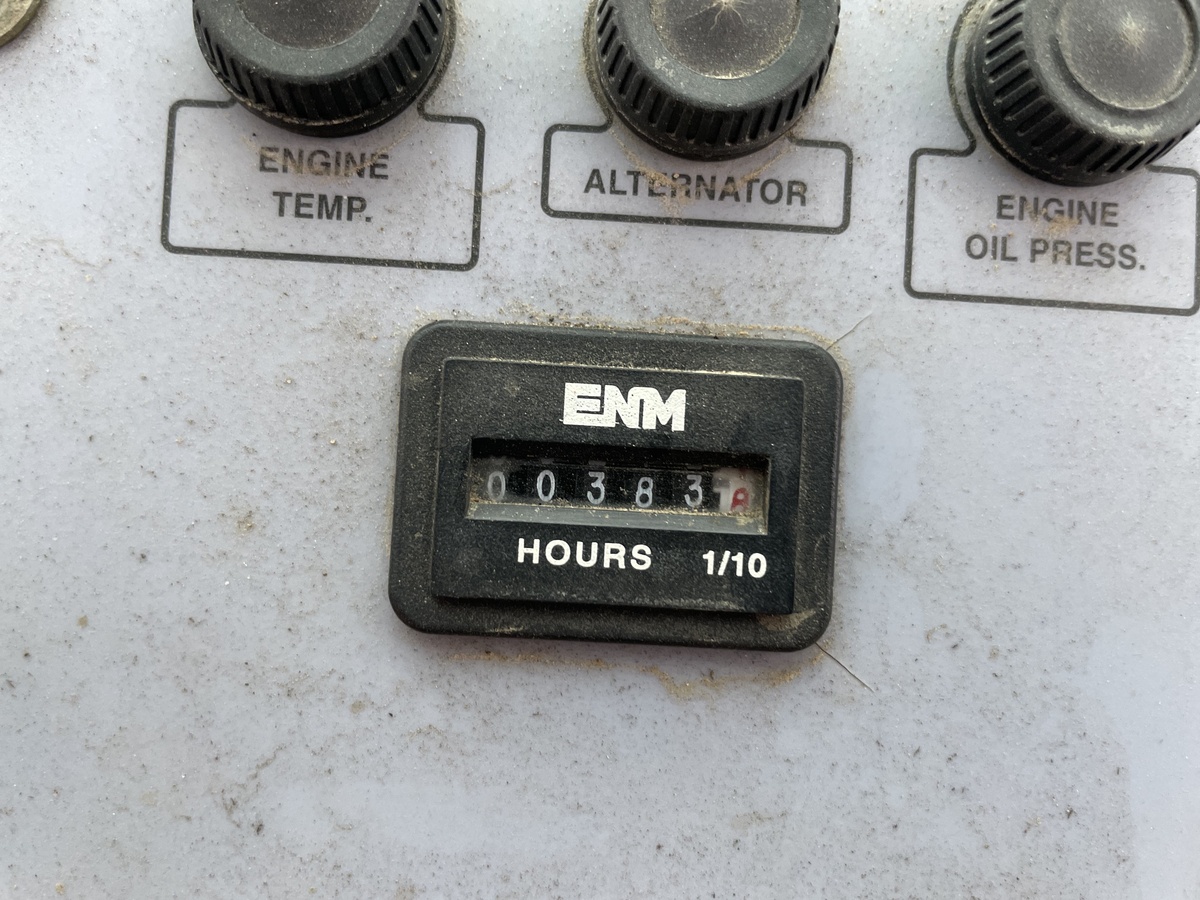 ENGINE
TEMP.
ALTERNATOR
ENGINE
OIL PRESS.
ENM
0 0 3 8 3
HOURS 1/10